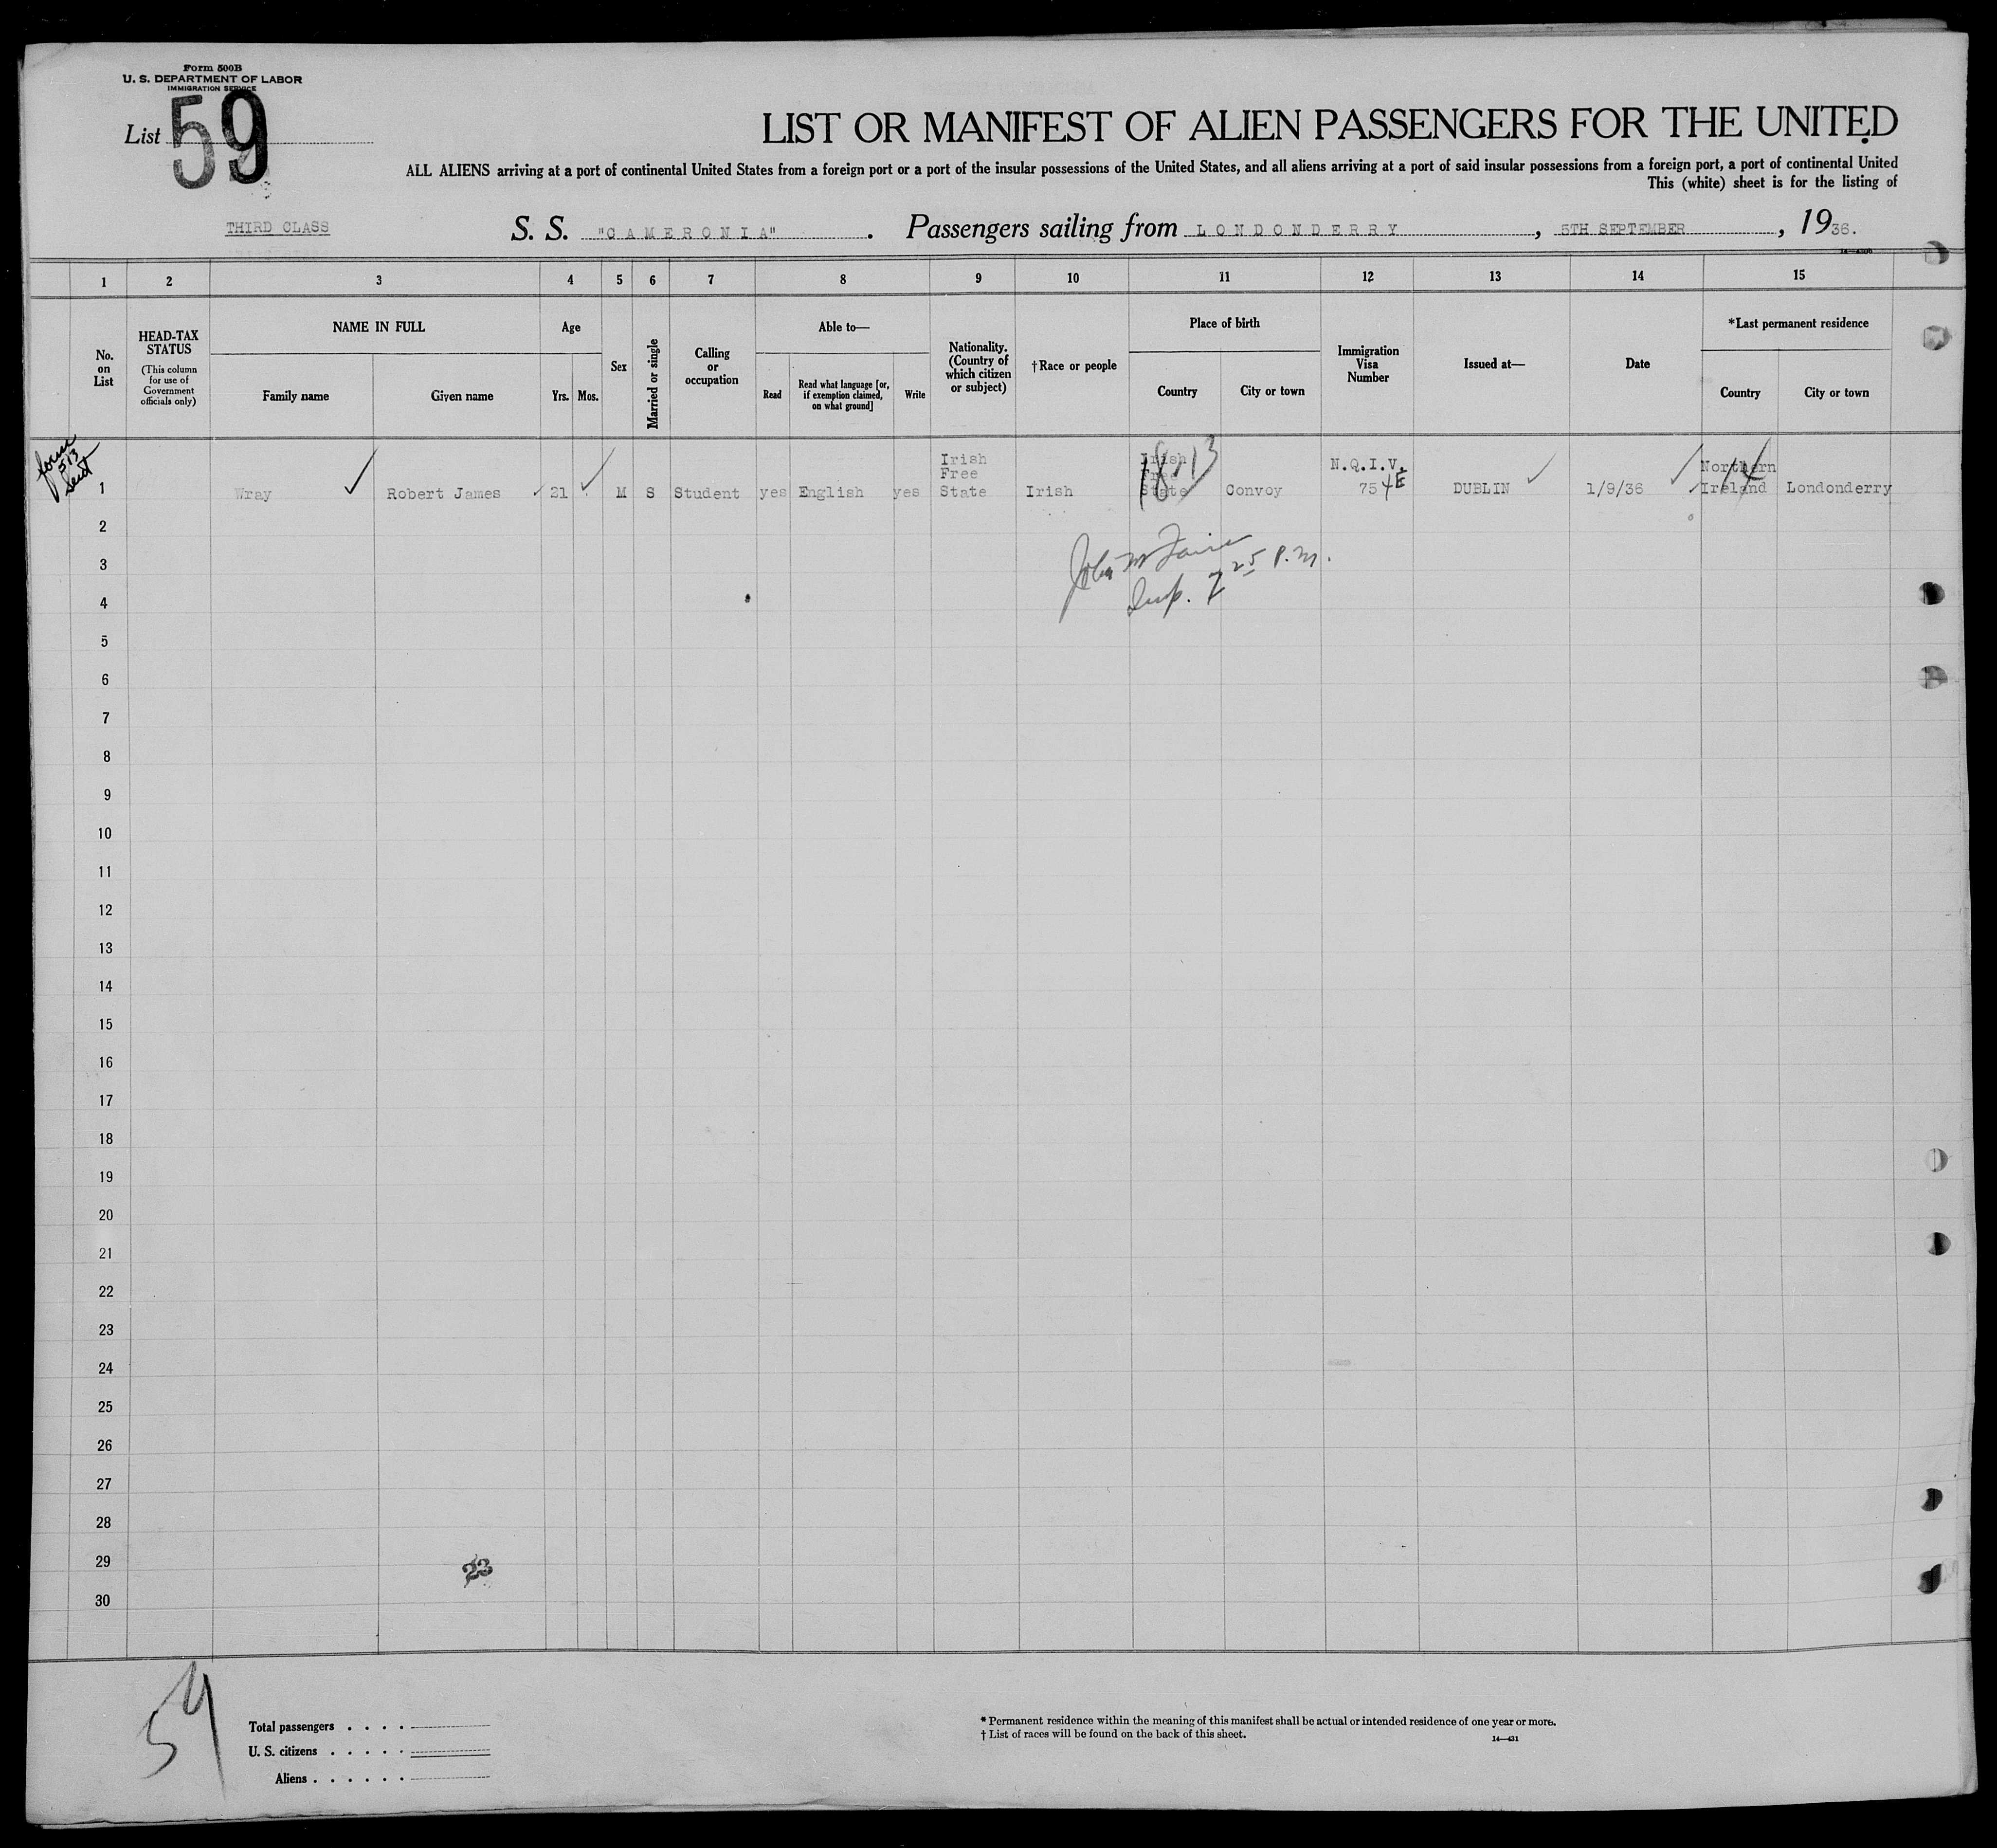 Form 500B
U. S. DEPARTMENT OF LABOR
IMMIGRATION SERVICE
List 59
LIST OR MANIFEST OF ALIEN PASSENGERS FOR THE UNITED
ALL ALIENS arriving at a port of continental United States from a foreign port or a port of the insular possessions of the United States, and all aliens arriving at a port of said insular possessions from a foreign port, a port of continental United
This (white) sheet is for the listing of
THIRD CLASS S. S. "CAMERONIA". Passengers sailing from LONDONDERRY, 5TH SEPTEMBER, 1936.
1 2 3 4 5 6 7 8 9 10 11 12 13 14 15
No. on List
HEAD-TAX STATUS
(This column for use of Government officials only)
NAME IN FULL
Family name
Given name
Age
Yrs. Mos.
Sex
Married or single
Calling or occupation
Able to—
Read
Read what language [or, if exemption claimed, on what ground]
Write
Nationality. (Country of which citizen or subject)
†Race or people
Place of birth
Country
City or town
Immigration Visa Number
Issued at—
Date
*Last permanent residence
Country
City or town
form 513 Sent
1 Wray ✓ Robert James ✓ 21 ✓ M S Student yes English yes Irish Free State Irish Irish Free State 18-13 Convoy N.Q.I.V. 754E DUBLIN ✓ 1/9/36 ✓ Northern Ireland 14 Londonderry
2
3
Insp. 7 25 P.M.
4
5
6
7
8
9
10
11
12
13
14
15
16
17
18
19
20
21
22
23
24
25
26
27
28
29
23
30
59
Total passengers . . . .
U. S. citizens . . . . .
Aliens . . . . . .
* Permanent residence within the meaning of this manifest shall be actual or intended residence of one year or more.
† List of races will be found on the back of this sheet.
14—431